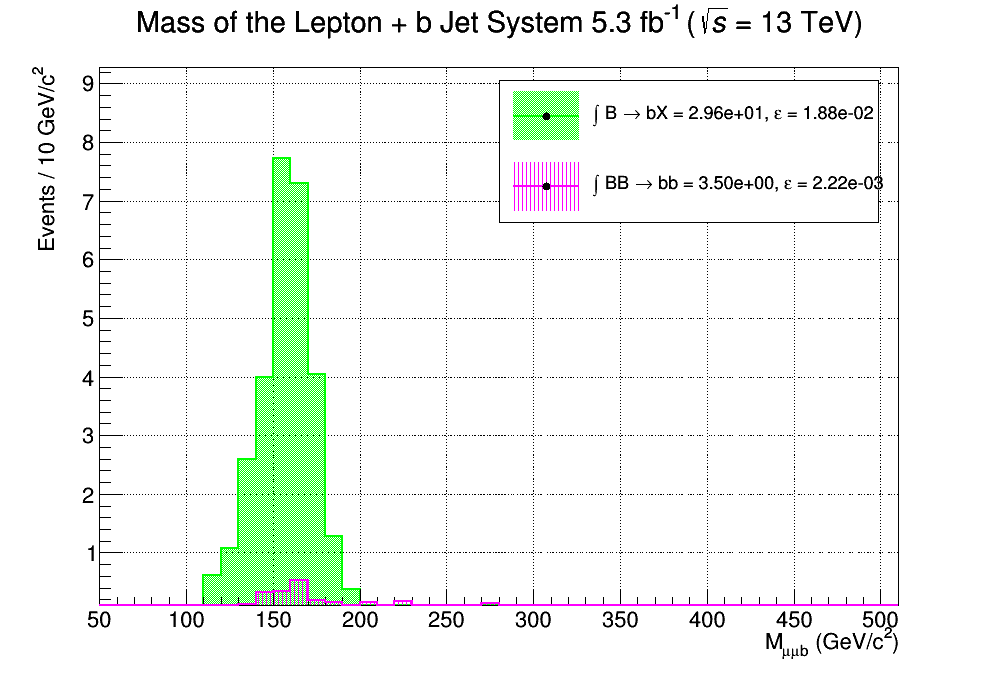 Mass of the Lepton + b Jet System 5.3 fb⁻¹ (√s = 13 TeV)
Events / 10 GeV/c²
9
8
7
6
5
4
3
2
1
∫ B → bX = 2.96e+01, ε = 1.88e-02
∫ BB → bb = 3.50e+00, ε = 2.22e-03
50 100 150 200 250 300 350 400 450 500
M_μμb (GeV/c²)